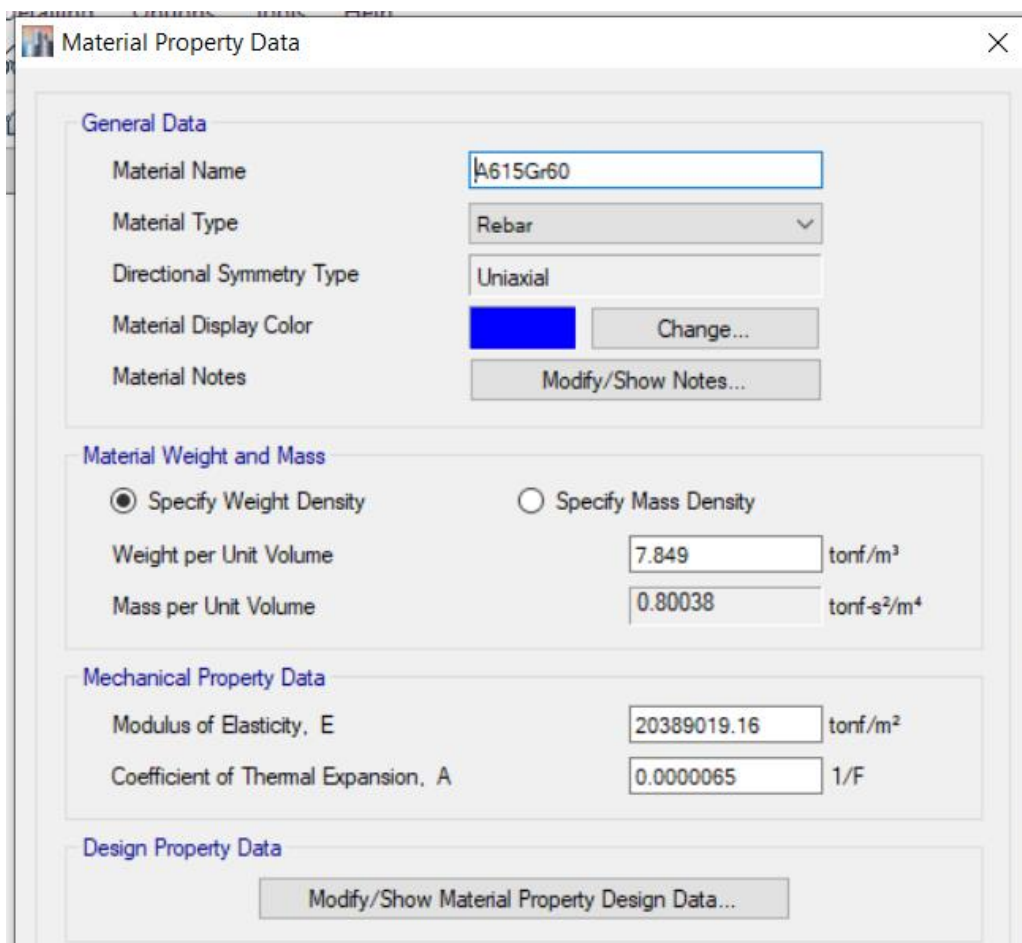 Detailing Options Tools Help
Material Property Data
General Data
Material Name A615Gr60
Material Type Rebar
Directional Symmetry Type Uniaxial
Material Display Color Change...
Material Notes Modify/Show Notes...
Material Weight and Mass
Specify Weight Density Specify Mass Density
Weight per Unit Volume 7.849 tonf/m³
Mass per Unit Volume 0.80038 tonf-s²/m⁴
Mechanical Property Data
Modulus of Elasticity, E 20389019.16 tonf/m²
Coefficient of Thermal Expansion, A 0.0000065 1/F
Design Property Data
Modify/Show Material Property Design Data...